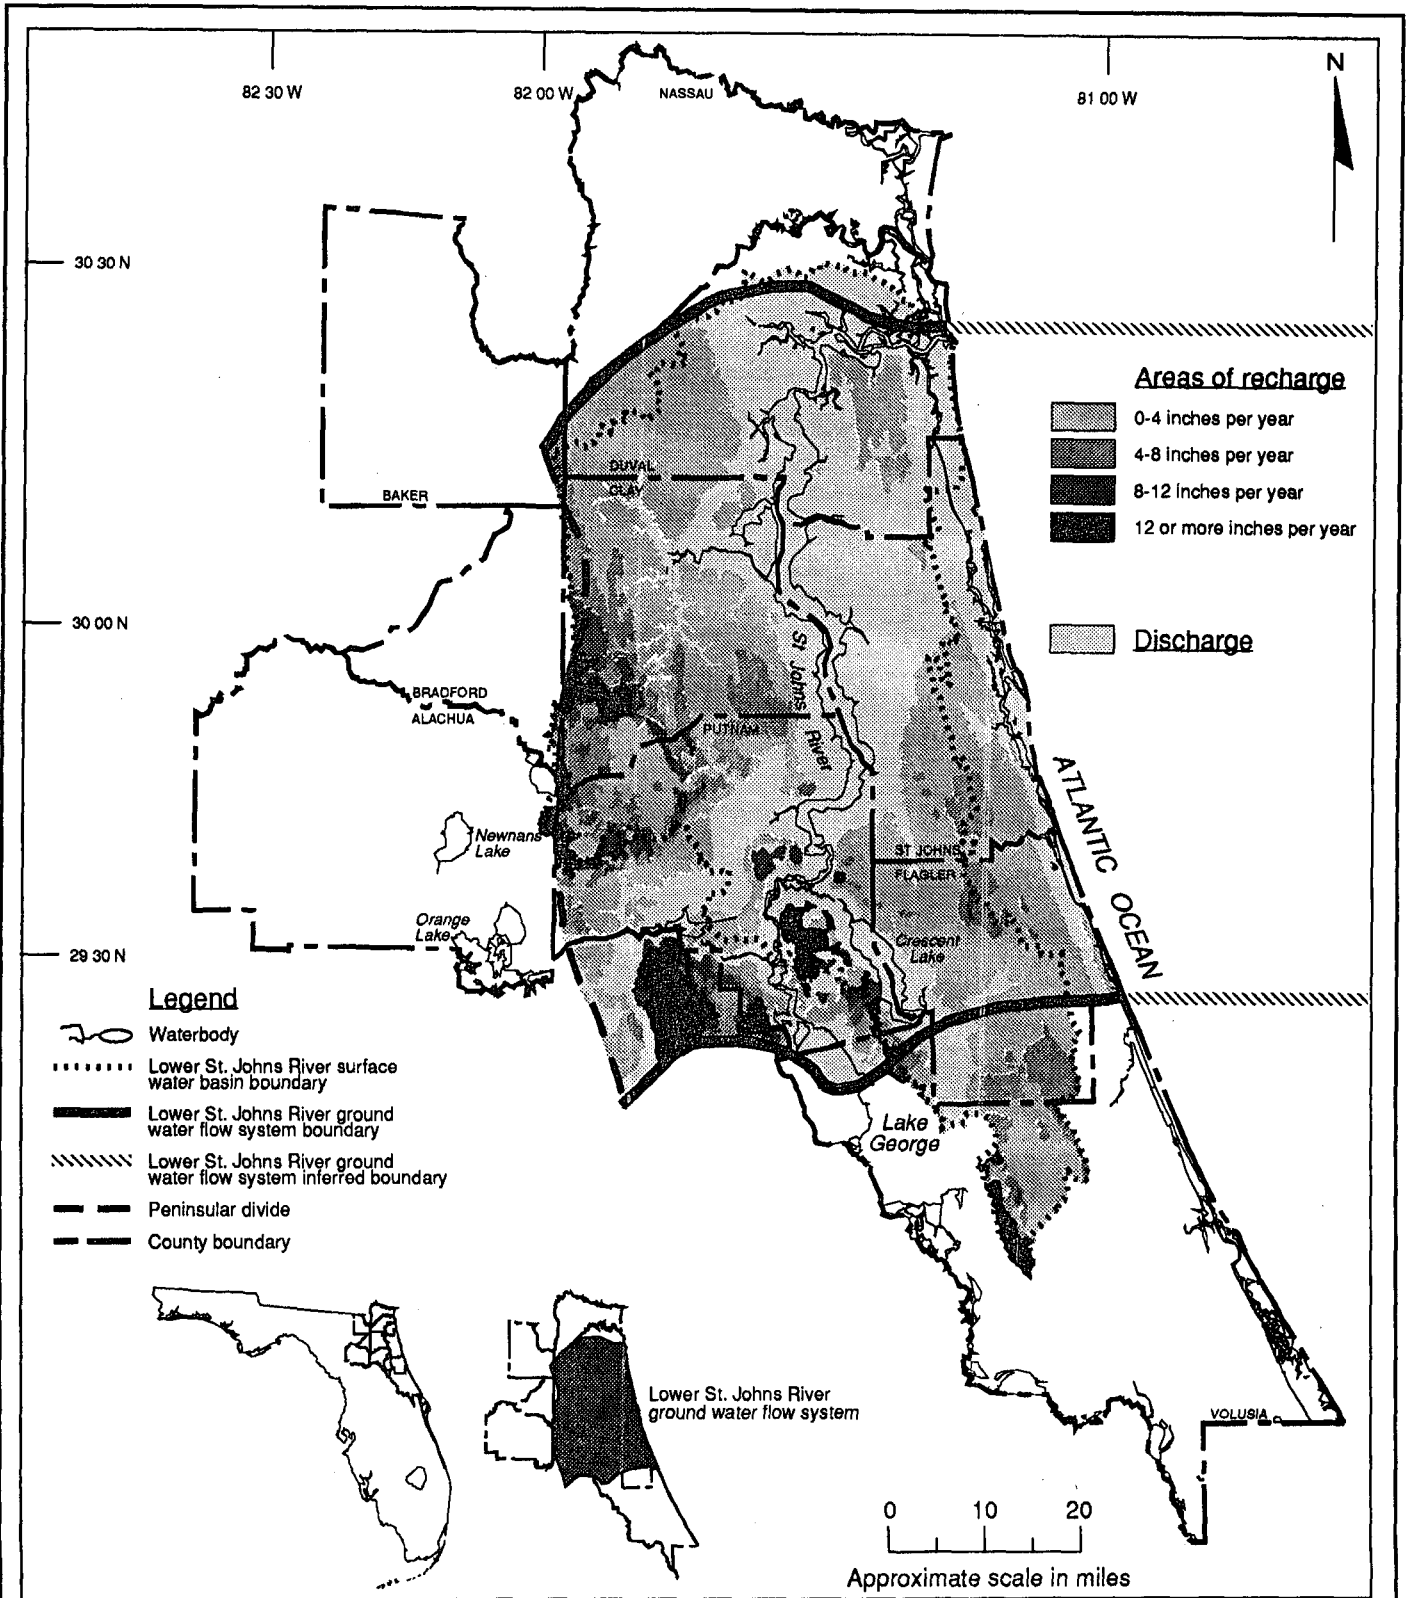 82 30 W
82 00 W
81 00 W
N
NASSAU
30 30 N
Areas of recharge
0-4 inches per year
4-8 inches per year
8-12 inches per year
12 or more inches per year
DUVAL
CLAY
BAKER
30 00 N
Discharge
St Johns
River
BRADFORD
ALACHUA
PUTNAM
ATLANTIC OCEAN
Newnans
Lake
ST JOHNS
FLAGLER
Orange
Lake
Crescent
Lake
29 30 N
Legend
Waterbody
Lower St. Johns River surface
water basin boundary
Lower St. Johns River ground
water flow system boundary
Lower St. Johns River ground
water flow system inferred boundary
Peninsular divide
County boundary
Lake
George
Lower St. Johns River
ground water flow system
VOLUSIA
0 10 20
Approximate scale in miles